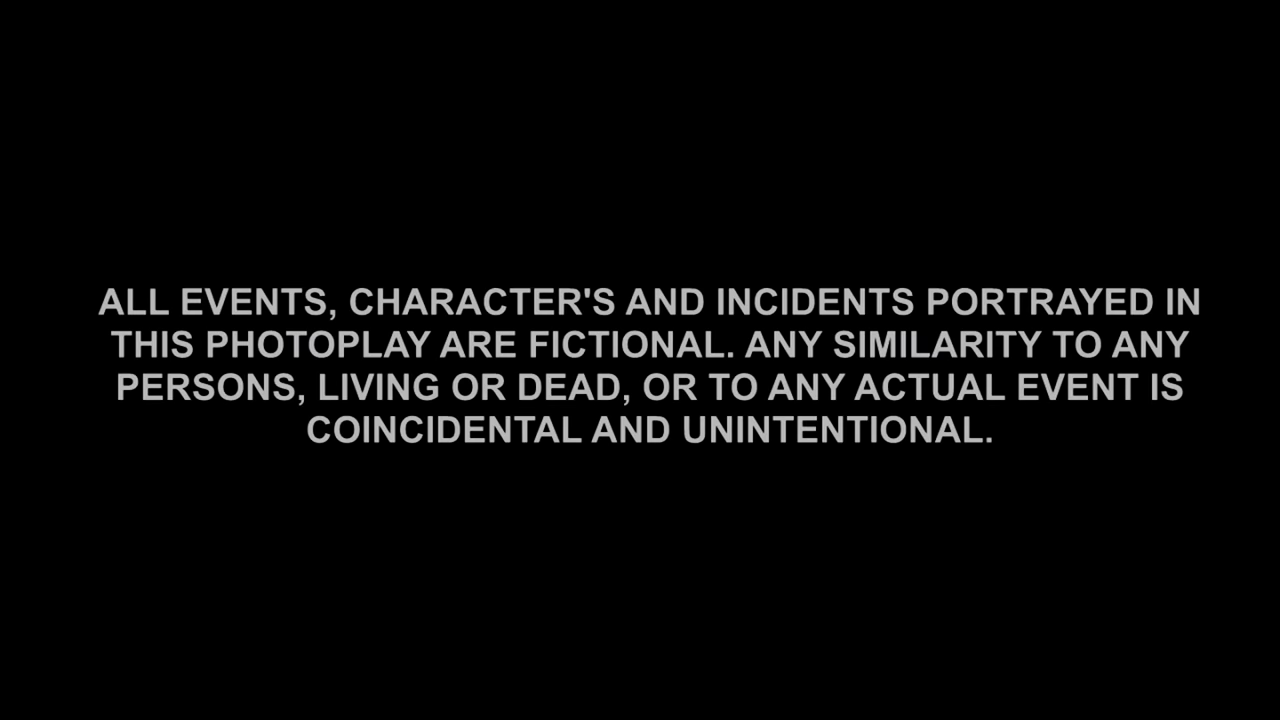 ALL EVENTS, CHARACTER'S AND INCIDENTS PORTRAYED IN
THIS PHOTOPLAY ARE FICTIONAL. ANY SIMILARITY TO ANY
PERSONS, LIVING OR DEAD, OR TO ANY ACTUAL EVENT IS
COINCIDENTAL AND UNINTENTIONAL.